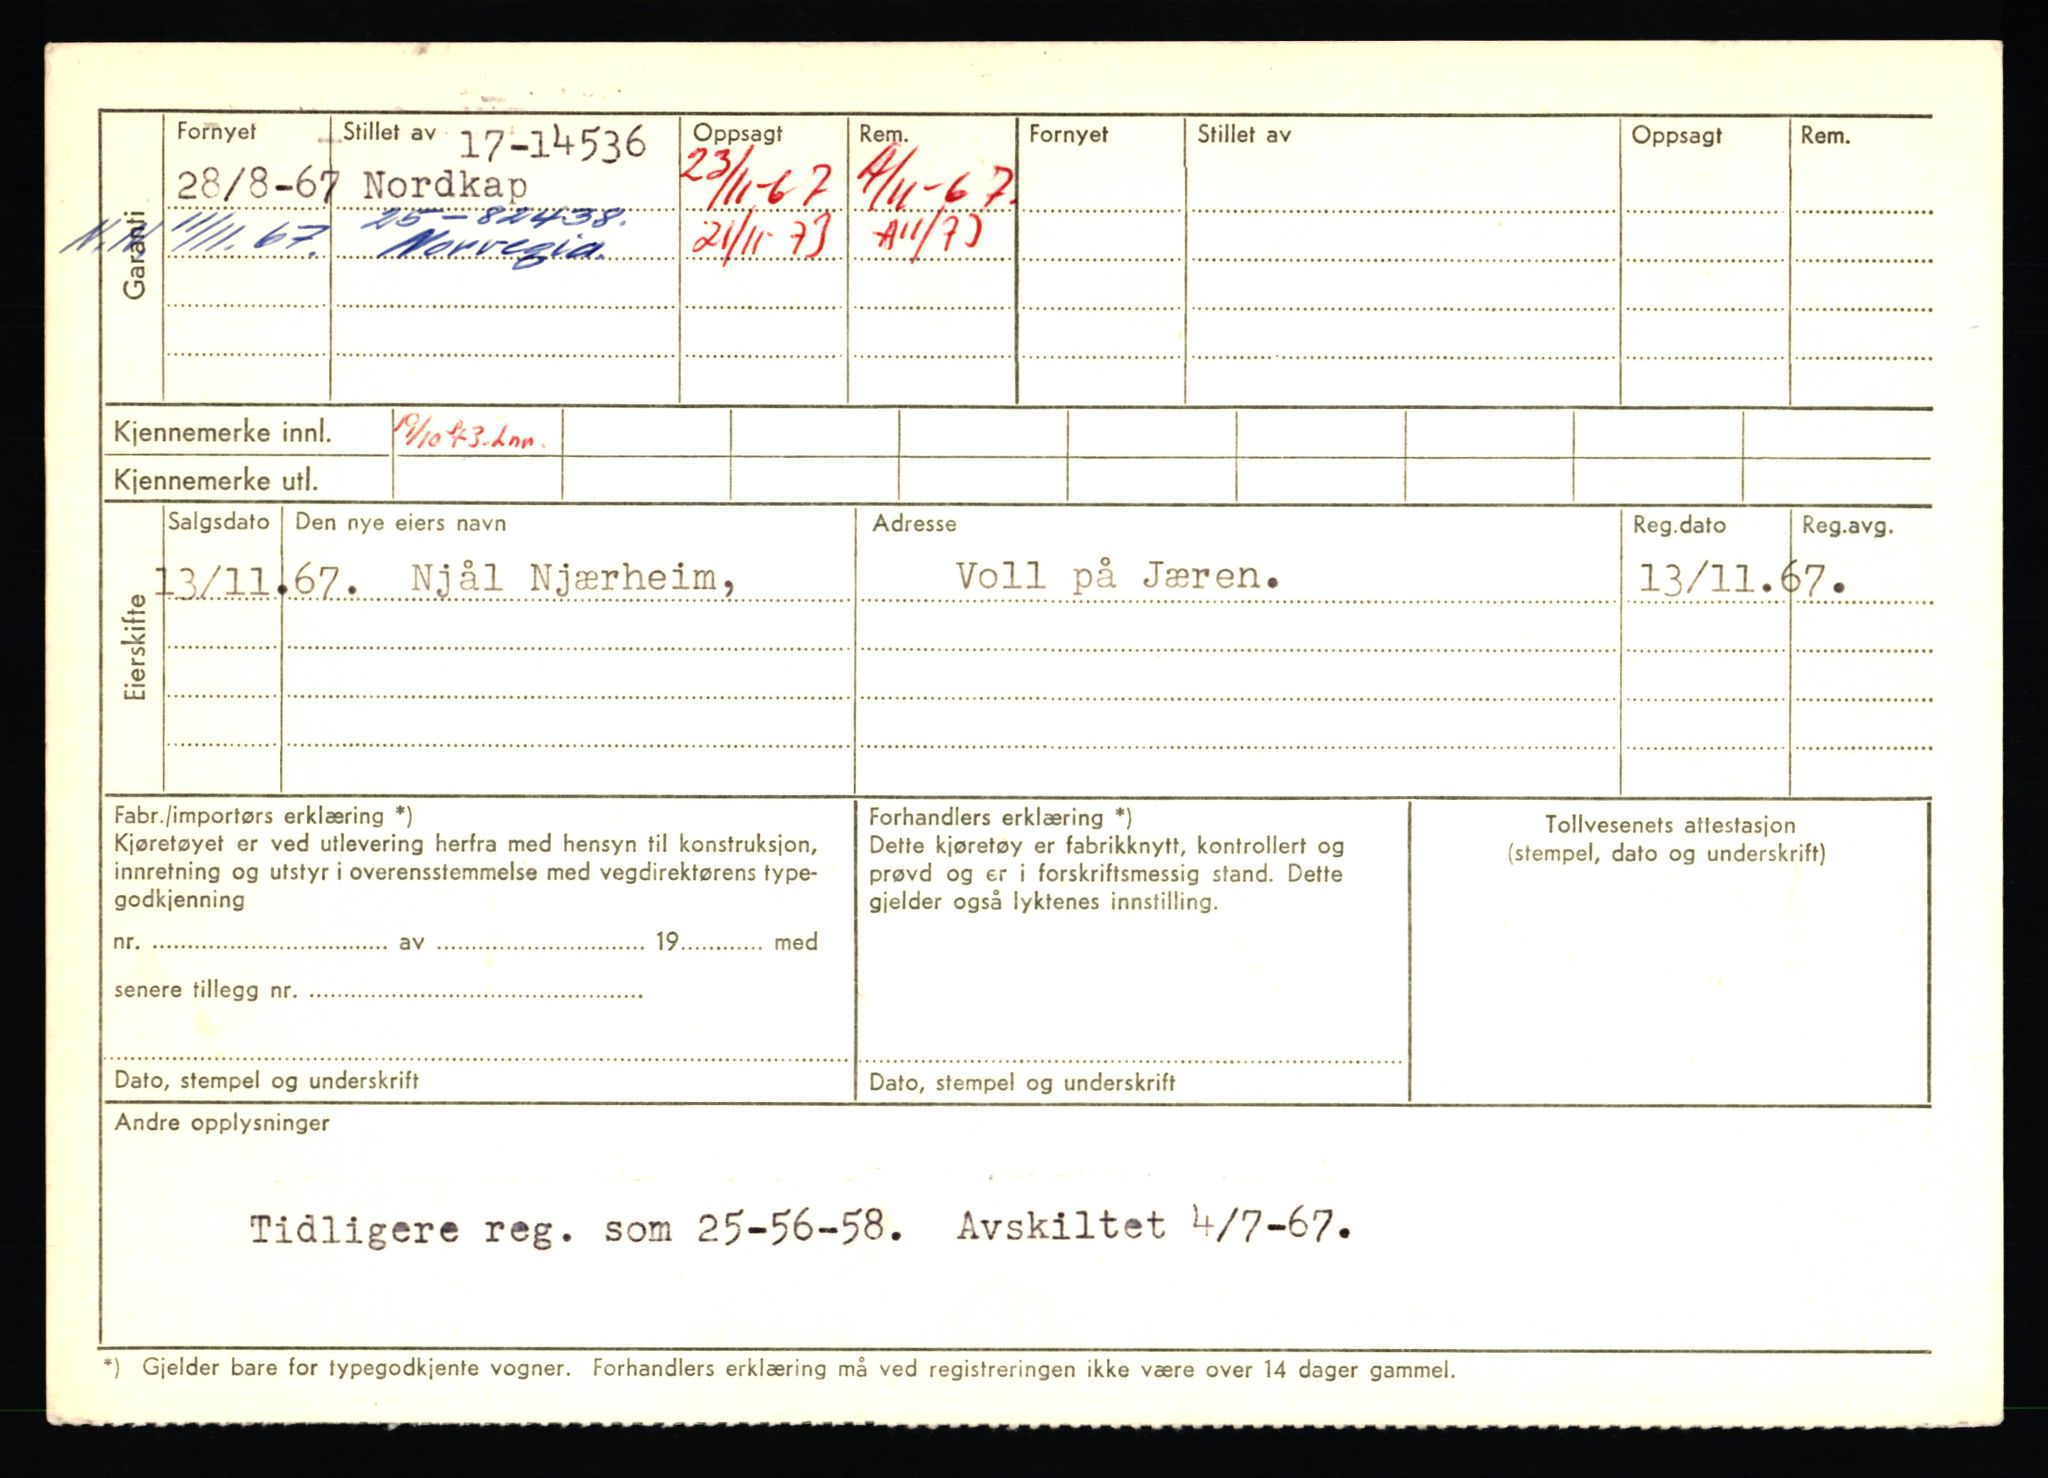 Garanti
Fornyet Stillet av 17-14536 Oppsagt Rem. Fornyet Stillet av Oppsagt Rem.
28/8-67 Nordkap 23/11-67 A/11-67.
N.N. 11/11.67. 25-82438. Norvegia. 21/11 73 A11/73
Kjennemerke innl. 19/10 73. Lnn.
Kjennemerke utl.
Eierskifte
Salgsdato Den nye eiers navn Adresse Reg.dato Reg.avg.
13/11.67. Njål Njærheim, Voll på Jæren. 13/11.67.
Fabr./importørs erklæring *)
Kjøretøyet er ved utlevering herfra med hensyn til konstruksjon,
innretning og utstyr i overensstemmelse med vegdirektørens type-
godkjenning
nr. av 19 med
senere tillegg nr.
Dato, stempel og underskrift
Forhandlers erklæring *)
Dette kjøretøy er fabrikknytt, kontrollert og
prøvd og er i forskriftsmessig stand. Dette
gjelder også lyktenes innstilling.
Dato, stempel og underskrift
Tollvesenets attestasjon
(stempel, dato og underskrift)
Andre opplysninger
Tidligere reg. som 25-56-58. Avskiltet 4/7-67.
*) Gjelder bare for typegodkjente vogner. Forhandlers erklæring må ved registreringen ikke være over 14 dager gammel.